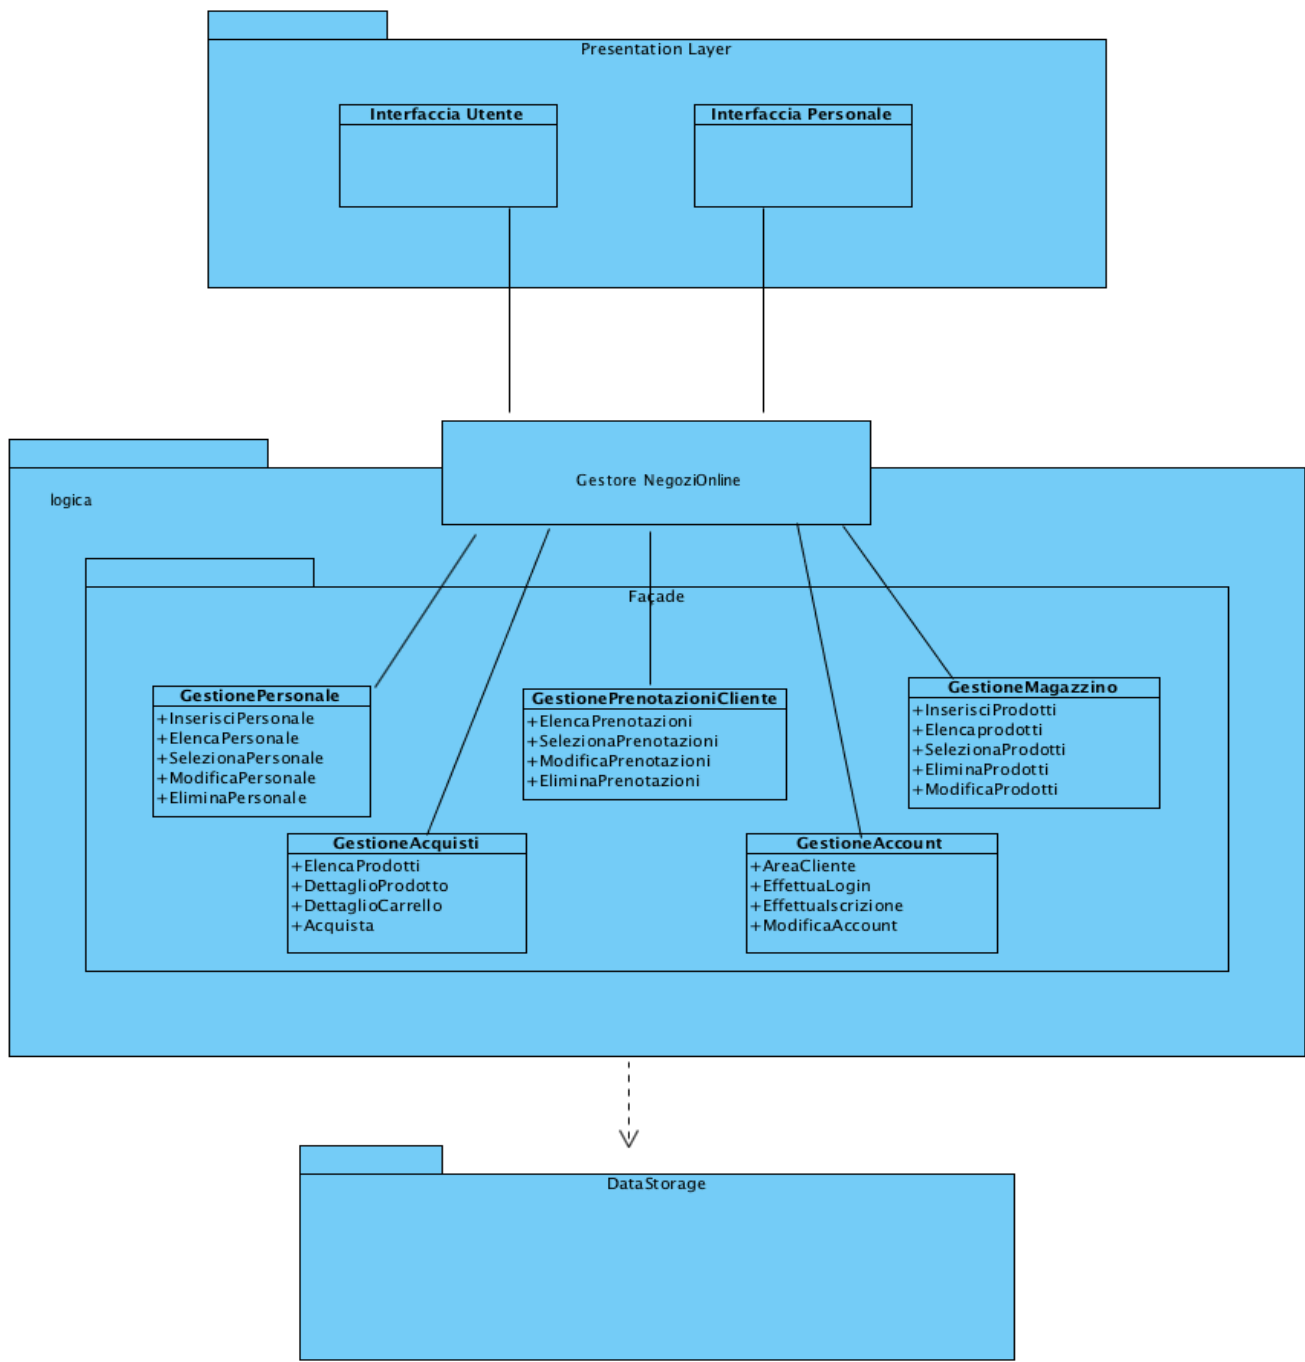 Presentation Layer
Interfaccia Utente
Interfaccia Personale
Gestore NegoziOnline
logica
Façade
GestionePersonale
+InserisciPersonale
+ElencaPersonale
+SelezionaPersonale
+ModificaPersonale
+EliminaPersonale
GestionePrenotazioniCliente
+ElencaPrenotazioni
+SelezionaPrenotazioni
+ModificaPrenotazioni
+EliminaPrenotazioni
GestioneMagazzino
+InserisciProdotti
+Elencaprodotti
+SelezionaProdotti
+EliminaProdotti
+ModificaProdotti
GestioneAcquisti
+ElencaProdotti
+DettaglioProdotto
+DettaglioCarrello
+Acquista
GestioneAccount
+AreaCliente
+EffettuaLogin
+EffettuaIscrizione
+ModificaAccount
DataStorage